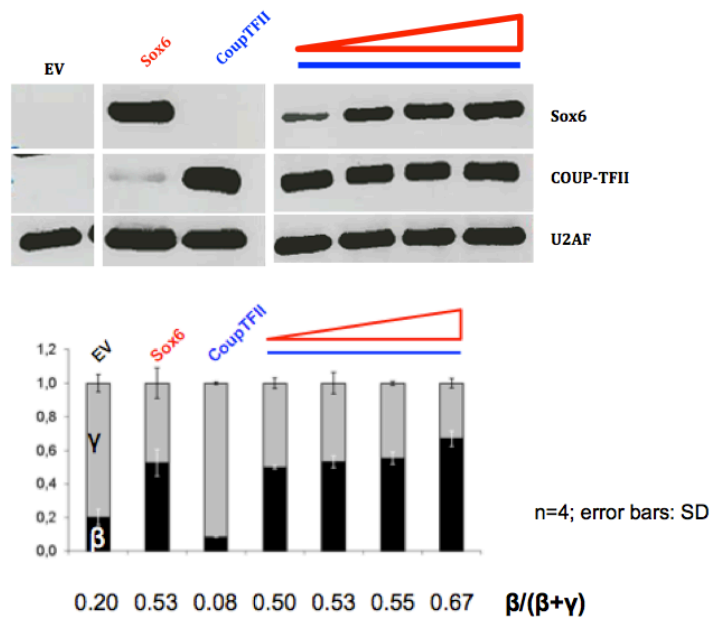 EV Sox6 CoupTFII
Sox6
COUP-TFII
U2AF
EV Sox6 CoupTFII
1,2
1,0
0,8
0,6
0,4
0,2
0,0
γ
β
n=4; error bars: SD
0.20 0.53 0.08 0.50 0.53 0.55 0.67 β/(β+γ)